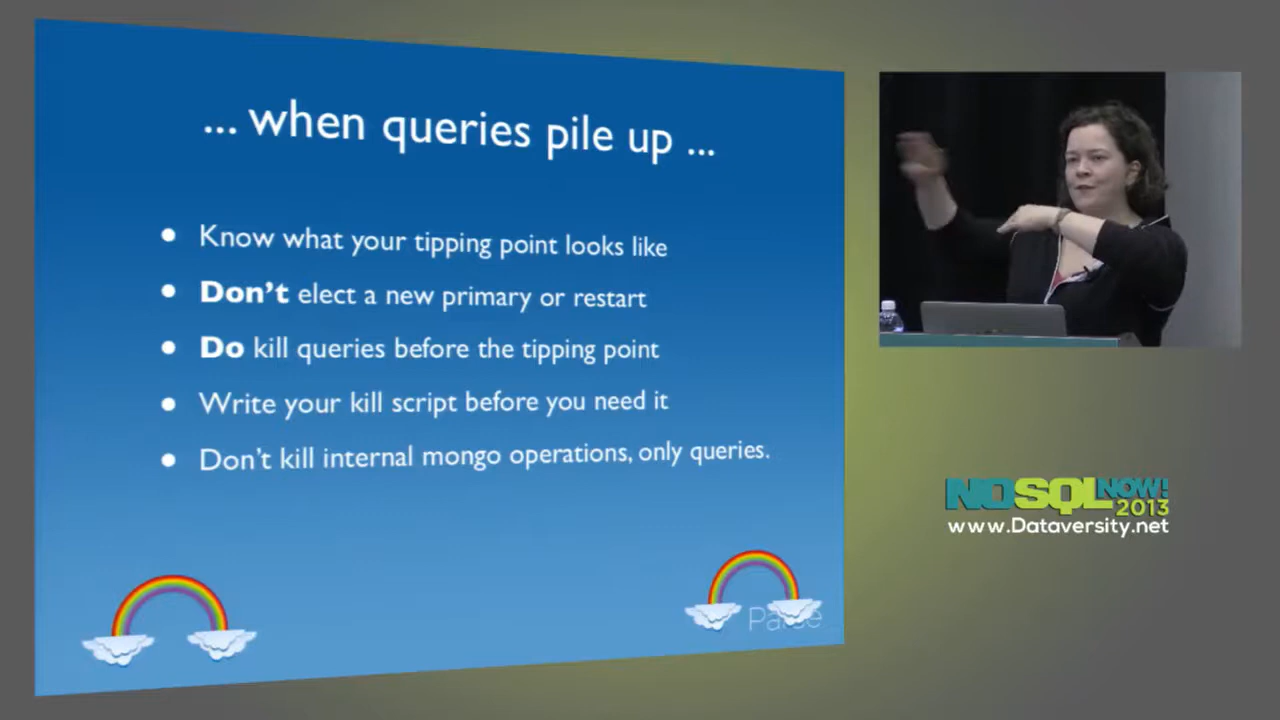 ... when queries pile up ...
Know what your tipping point looks like
Don't elect a new primary or restart
Do kill queries before the tipping point
Write your kill script before you need it
Don't kill internal mongo operations, only queries.
Parse
NOSQL NOW!
2013
www.Dataversity.net